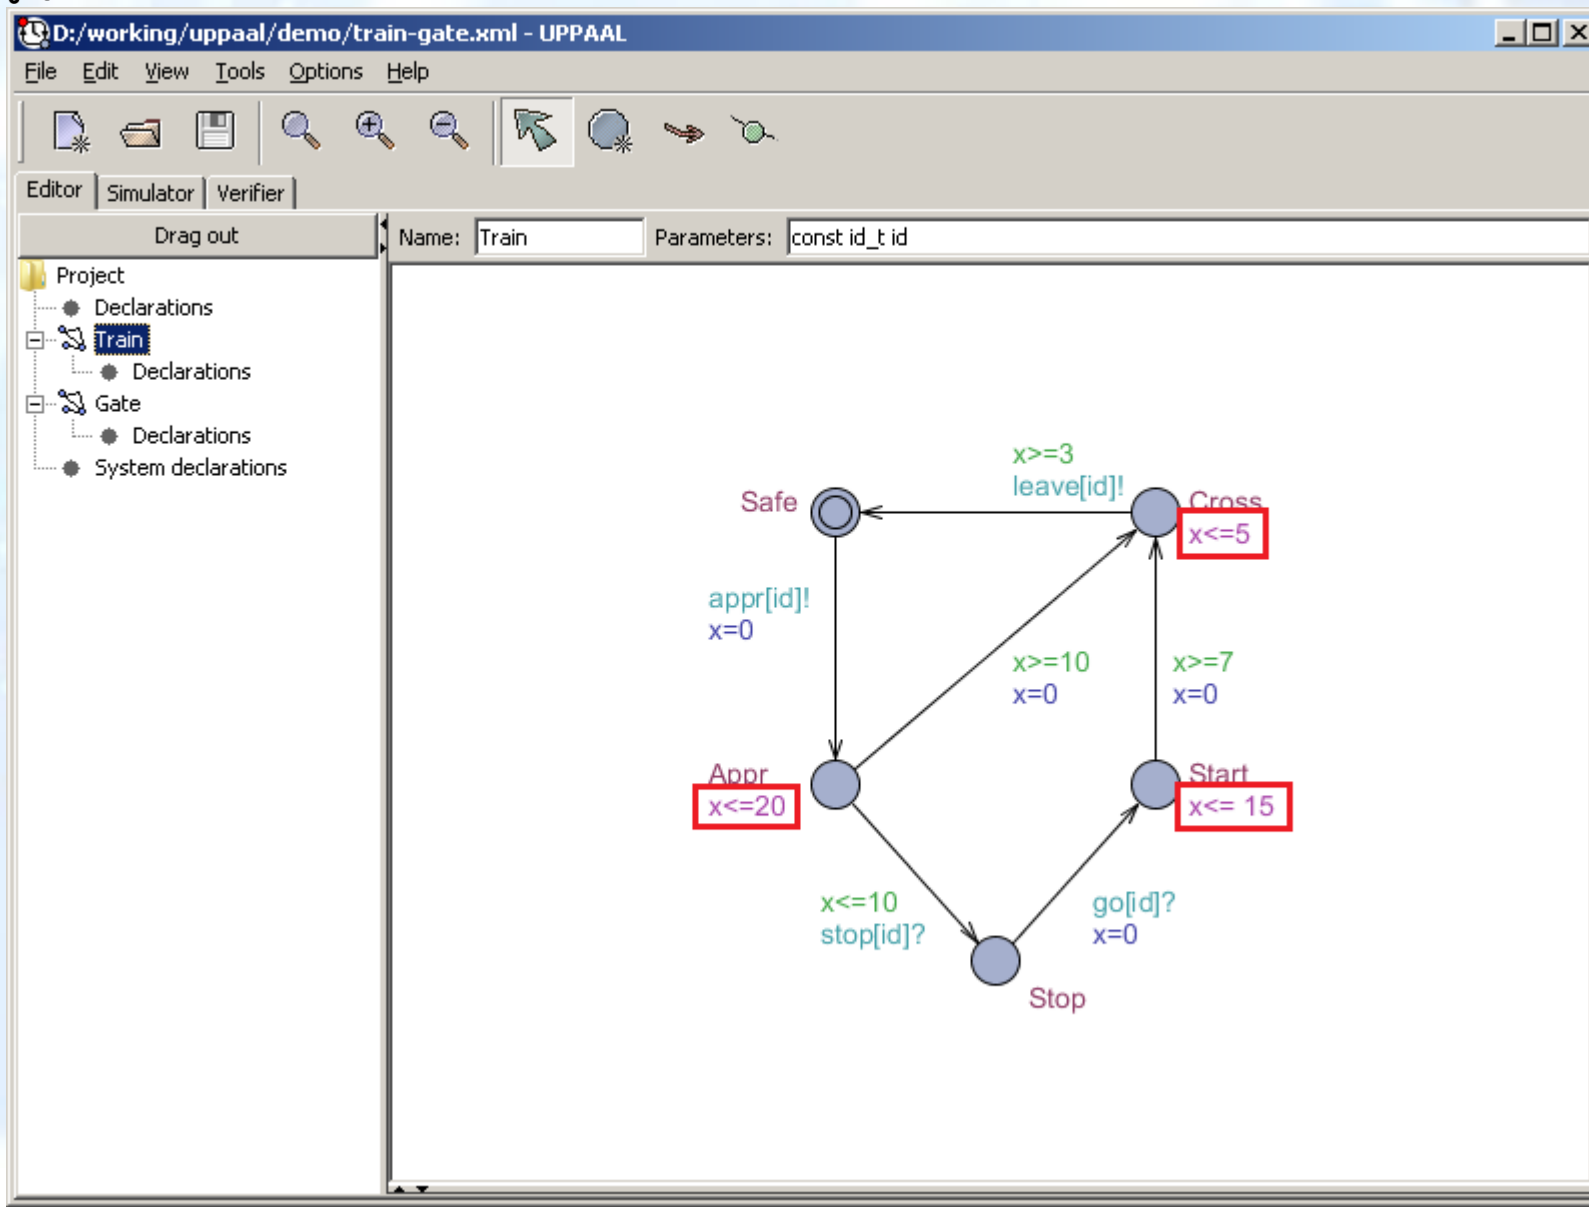 D:/working/uppaal/demo/train-gate.xml - UPPAAL
File Edit View Tools Options Help
Editor Simulator Verifier
Drag out
Name: Train Parameters: const id_t id
Project
Declarations
Train
Declarations
Gate
Declarations
System declarations
x>=3
leave[id]!
Safe
Cross
x<=5
appr[id]!
x=0
x>=10
x=0
x>=7
x=0
Appr
x<=20
Start
x<= 15
x<=10
stop[id]?
go[id]?
x=0
Stop